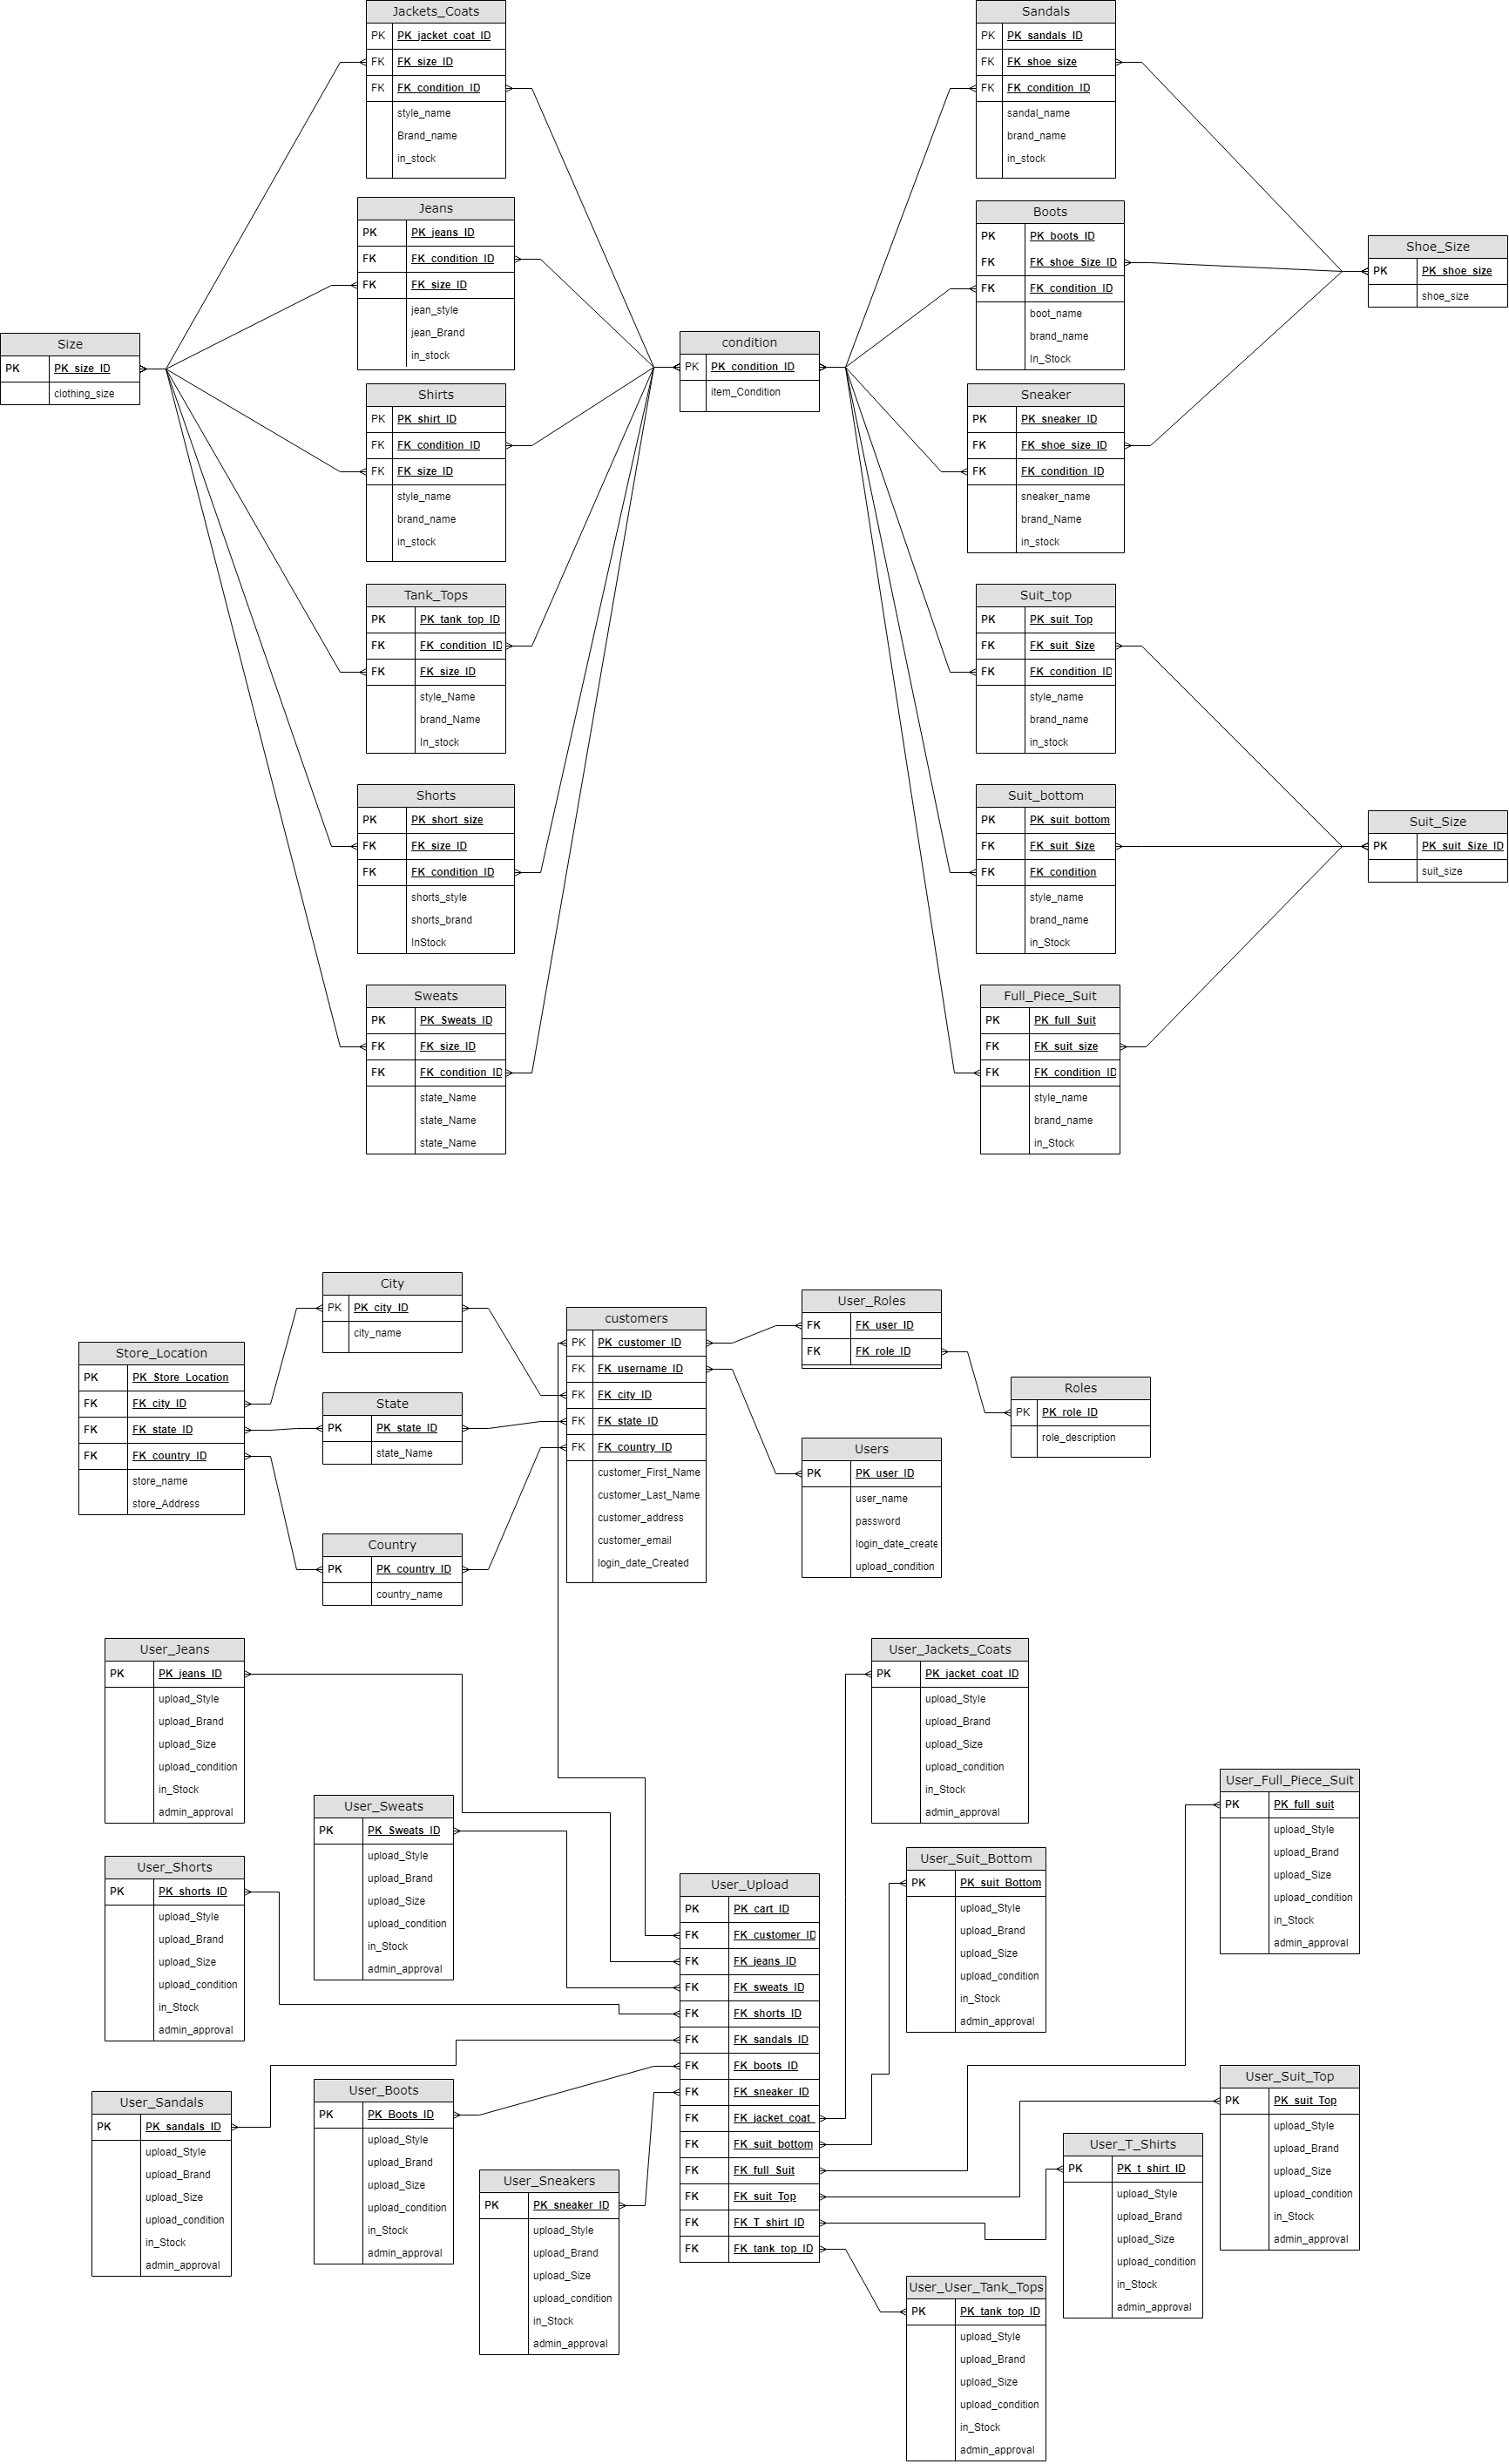 Jackets_Coats
PK PK_jacket_coat_ID
FK FK_size_ID
FK FK_condition_ID
style_name
Brand_name
in_stock
Sandals
PK PK_sandals_ID
FK FK_shoe_size
FK FK_condition_ID
sandal_name
brand_name
in_stock
Jeans
PK PK_jeans_ID
FK FK_condition_ID
FK FK_size_ID
jean_style
jean_Brand
in_stock
Boots
PK PK_boots_ID
FK FK_shoe_Size_ID
FK FK_condition_ID
boot_name
brand_name
In_Stock
Shoe_Size
PK PK_shoe_size
shoe_size
Size
PK PK_size_ID
clothing_size
condition
PK PK_condition_ID
item_Condition
Shirts
PK PK_shirt_ID
FK FK_condition_ID
FK FK_size_ID
style_name
brand_name
in_stock
Sneaker
PK PK_sneaker_ID
FK FK_shoe_size_ID
FK FK_condition_ID
sneaker_name
brand_Name
in_stock
Tank_Tops
PK PK_tank_top_ID
FK FK_condition_ID
FK FK_size_ID
style_Name
brand_Name
In_stock
Suit_top
PK PK_suit_Top
FK FK_suit_Size
FK FK_condition_ID
style_name
brand_name
in_stock
Shorts
PK PK_short_size
FK FK_size_ID
FK FK_condition_ID
shorts_style
shorts_brand
InStock
Suit_bottom
PK PK_suit_bottom
FK FK_suit_Size
FK FK_condition
style_name
brand_name
in_Stock
Suit_Size
PK PK_suit_Size_ID
suit_size
Sweats
PK PK_Sweats_ID
FK FK_size_ID
FK FK_condition_ID
state_Name
state_Name
state_Name
Full_Piece_Suit
PK PK_full_Suit
FK FK_suit_size
FK FK_condition_ID
style_name
brand_name
in_Stock
City
PK PK_city_ID
city_name
Store_Location
PK PK_Store_Location
FK FK_city_ID
FK FK_state_ID
FK FK_country_ID
store_name
store_Address
State
PK PK_state_ID
state_Name
Country
PK PK_country_ID
country_name
customers
PK PK_customer_ID
FK FK_username_ID
FK FK_city_ID
FK FK_state_ID
FK FK_country_ID
customer_First_Name
customer_Last_Name
customer_address
customer_email
login_date_Created
User_Roles
FK FK_user_ID
FK FK_role_ID
Roles
PK PK_role_ID
role_description
Users
PK PK_user_ID
user_name
password
login_date_create
upload_condition
User_Jeans
PK PK_jeans_ID
upload_Style
upload_Brand
upload_Size
upload_condition
in_Stock
admin_approval
User_Jackets_Coats
PK PK_jacket_coat_ID
upload_Style
upload_Brand
upload_Size
upload_condition
in_Stock
admin_approval
User_Full_Piece_Suit
PK PK_full_suit
upload_Style
upload_Brand
upload_Size
upload_condition
in_Stock
admin_approval
User_Sweats
PK PK_Sweats_ID
upload_Style
upload_Brand
upload_Size
upload_condition
in_Stock
admin_approval
User_Shorts
PK PK_shorts_ID
upload_Style
upload_Brand
upload_Size
upload_condition
in_Stock
admin_approval
User_Suit_Bottom
PK PK_suit_Bottom
upload_Style
upload_Brand
upload_Size
upload_condition
in_Stock
admin_approval
User_Upload
PK PK_cart_ID
FK FK_customer_ID
FK FK_jeans_ID
FK FK_sweats_ID
FK FK_shorts_ID
FK FK_sandals_ID
FK FK_boots_ID
FK FK_sneaker_ID
FK FK_jacket_coat_
FK FK_suit_bottom
FK FK_full_Suit
FK FK_suit_Top
FK FK_T_shirt_ID
FK FK_tank_top_ID
User_Sandals
PK PK_sandals_ID
upload_Style
upload_Brand
upload_Size
upload_condition
in_Stock
admin_approval
User_Boots
PK PK_Boots_ID
upload_Style
upload_Brand
upload_Size
upload_condition
in_Stock
admin_approval
User_Suit_Top
PK PK_suit_Top
upload_Style
upload_Brand
upload_Size
upload_condition
in_Stock
admin_approval
User_Sneakers
PK PK_sneaker_ID
upload_Style
upload_Brand
upload_Size
upload_condition
in_Stock
admin_approval
User_T_Shirts
PK PK_t_shirt_ID
upload_Style
upload_Brand
upload_Size
upload_condition
in_Stock
admin_approval
User_User_Tank_Tops
PK PK_tank_top_ID
upload_Style
upload_Brand
upload_Size
upload_condition
in_Stock
admin_approval